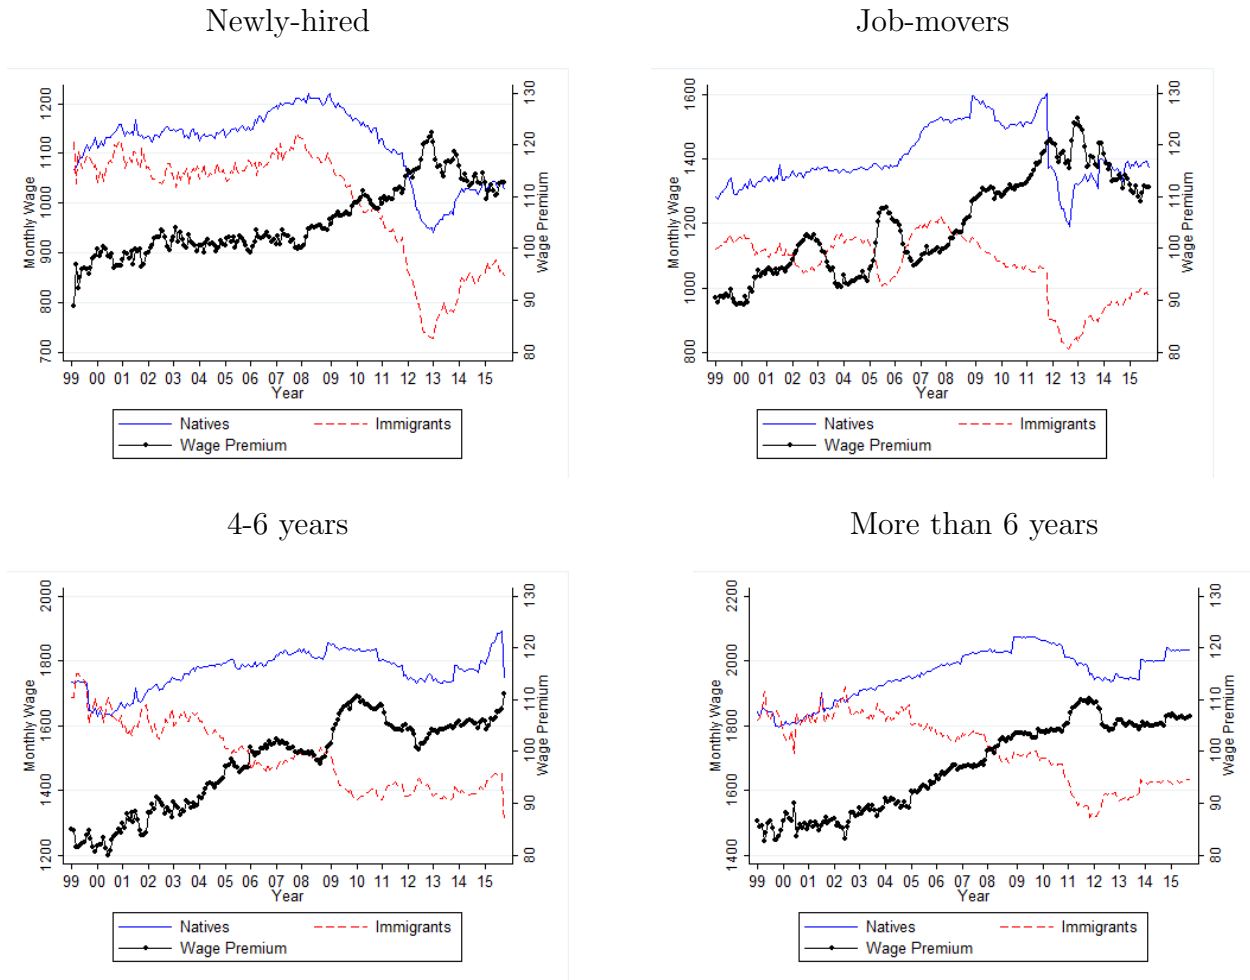 Newly-hired
Job-movers
1200
1100
1000
900
800
700
Monthly Wage
130
120
110
100
90
80
Wage Premium
99 00 01 02 03 04 05 06 07 08 09 10 11 12 13 14 15
Year
Natives Immigrants
Wage Premium
1600
1400
1200
1000
800
Monthly Wage
130
120
110
100
90
80
Wage Premium
99 00 01 02 03 04 05 06 07 08 09 10 11 12 13 14 15
Year
Natives Immigrants
Wage Premium
4-6 years
More than 6 years
2000
1800
1600
1400
1200
Monthly Wage
130
120
110
100
90
80
Wage Premium
99 00 01 02 03 04 05 06 07 08 09 10 11 12 13 14 15
Year
Natives Immigrants
Wage Premium
2200
2000
1800
1600
1400
Monthly Wage
130
120
110
100
90
80
Wage Premium
99 00 01 02 03 04 05 06 07 08 09 10 11 12 13 14 15
Year
Natives Immigrants
Wage Premium